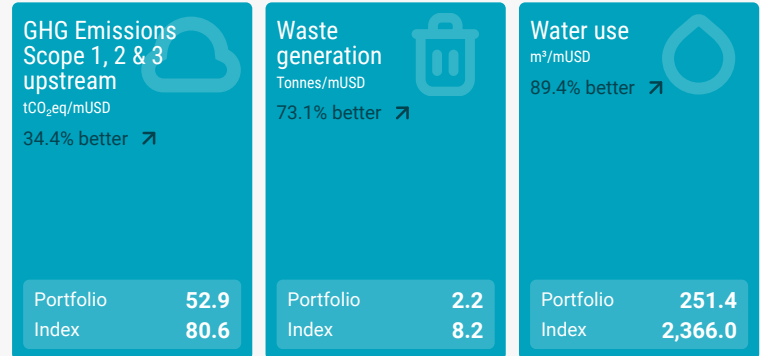 GHG Emissions
Scope 1, 2 & 3
upstream
tCO₂eq/mUSD
34.4% better
Portfolio 52.9
Index 80.6
Waste
generation
Tonnes/mUSD
73.1% better
Portfolio 2.2
Index 8.2
Water use
m³/mUSD
89.4% better
Portfolio 251.4
Index 2,366.0